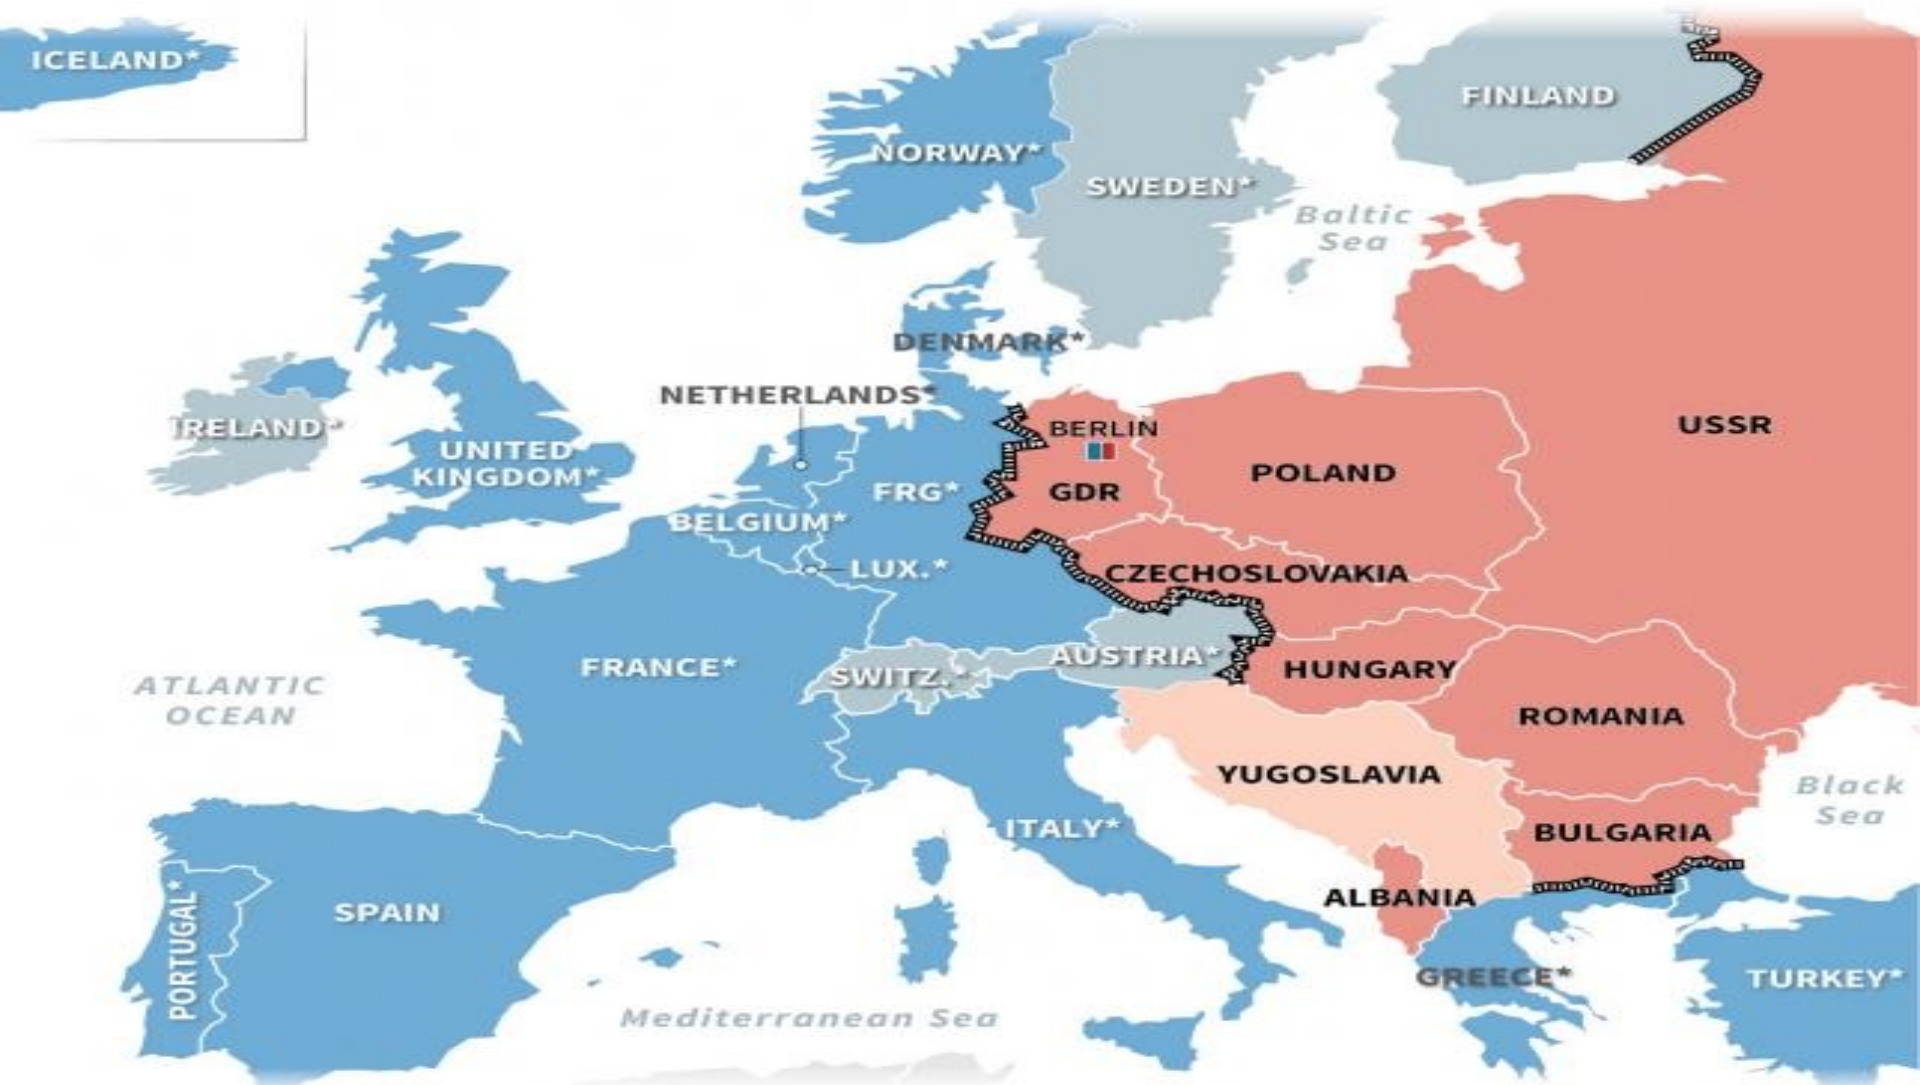 ICELAND*
NORWAY*
FINLAND
SWEDEN*
Baltic
Sea
DENMARK*
NETHERLANDS*
IRELAND*
UNITED
KINGDOM*
BERLIN
USSR
POLAND
FRG*
GDR
BELGIUM*
LUX.*
CZECHOSLOVAKIA
FRANCE*
SWITZ.*
AUSTRIA*
HUNGARY
ATLANTIC
OCEAN
ROMANIA
YUGOSLAVIA
Black
Sea
ITALY*
BULGARIA
PORTUGAL*
SPAIN
ALBANIA
GREECE*
TURKEY*
Mediterranean Sea